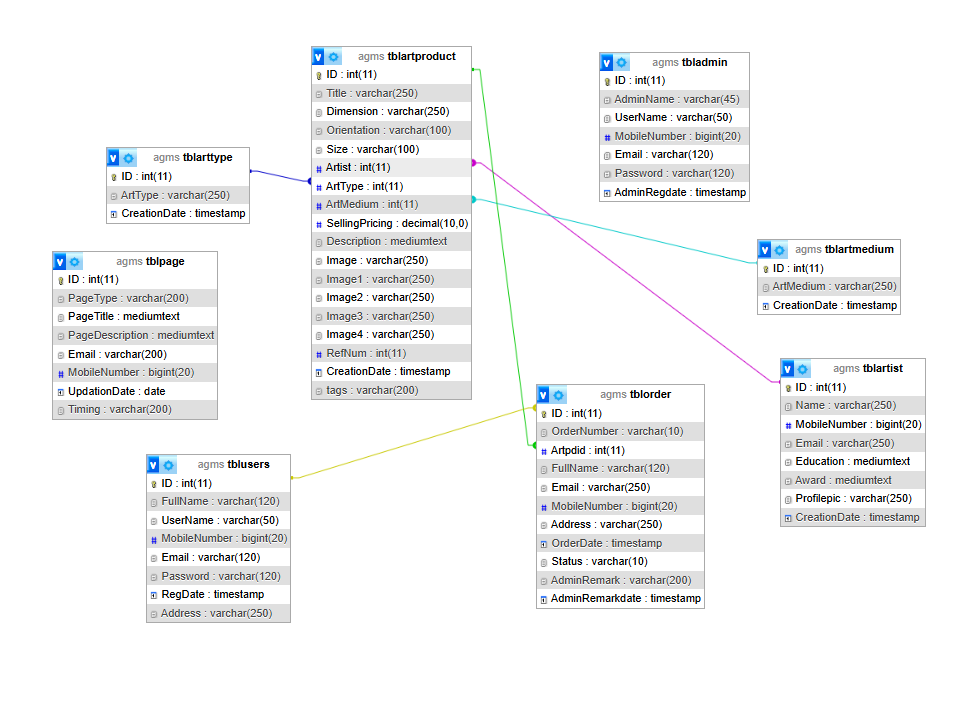 agms tblartproduct
ID : int(11)
Title : varchar(250)
Dimension : varchar(250)
Orientation : varchar(100)
Size : varchar(100)
Artist : int(11)
ArtType : int(11)
ArtMedium : int(11)
SellingPricing : decimal(10,0)
Description : mediumtext
Image : varchar(250)
Image1 : varchar(250)
Image2 : varchar(250)
Image3 : varchar(250)
Image4 : varchar(250)
RefNum : int(11)
CreationDate : timestamp
tags : varchar(200)
agms tbladmin
ID : int(11)
AdminName : varchar(45)
UserName : varchar(50)
MobileNumber : bigint(20)
Email : varchar(120)
Password : varchar(120)
AdminRegdate : timestamp
agms tblarttype
ID : int(11)
ArtType : varchar(250)
CreationDate : timestamp
agms tblartmedium
ID : int(11)
ArtMedium : varchar(250)
CreationDate : timestamp
agms tblpage
ID : int(11)
PageType : varchar(200)
PageTitle : mediumtext
PageDescription : mediumtext
Email : varchar(200)
MobileNumber : bigint(20)
UpdationDate : date
Timing : varchar(200)
agms tblartist
ID : int(11)
Name : varchar(250)
MobileNumber : bigint(20)
Email : varchar(250)
Education : mediumtext
Award : mediumtext
Profilepic : varchar(250)
CreationDate : timestamp
agms tblorder
ID : int(11)
OrderNumber : varchar(10)
Artpdid : int(11)
FullName : varchar(120)
Email : varchar(250)
MobileNumber : bigint(20)
Address : varchar(250)
OrderDate : timestamp
Status : varchar(10)
AdminRemark : varchar(200)
AdminRemarkdate : timestamp
agms tblusers
ID : int(11)
FullName : varchar(120)
UserName : varchar(50)
MobileNumber : bigint(20)
Email : varchar(120)
Password : varchar(120)
RegDate : timestamp
Address : varchar(250)